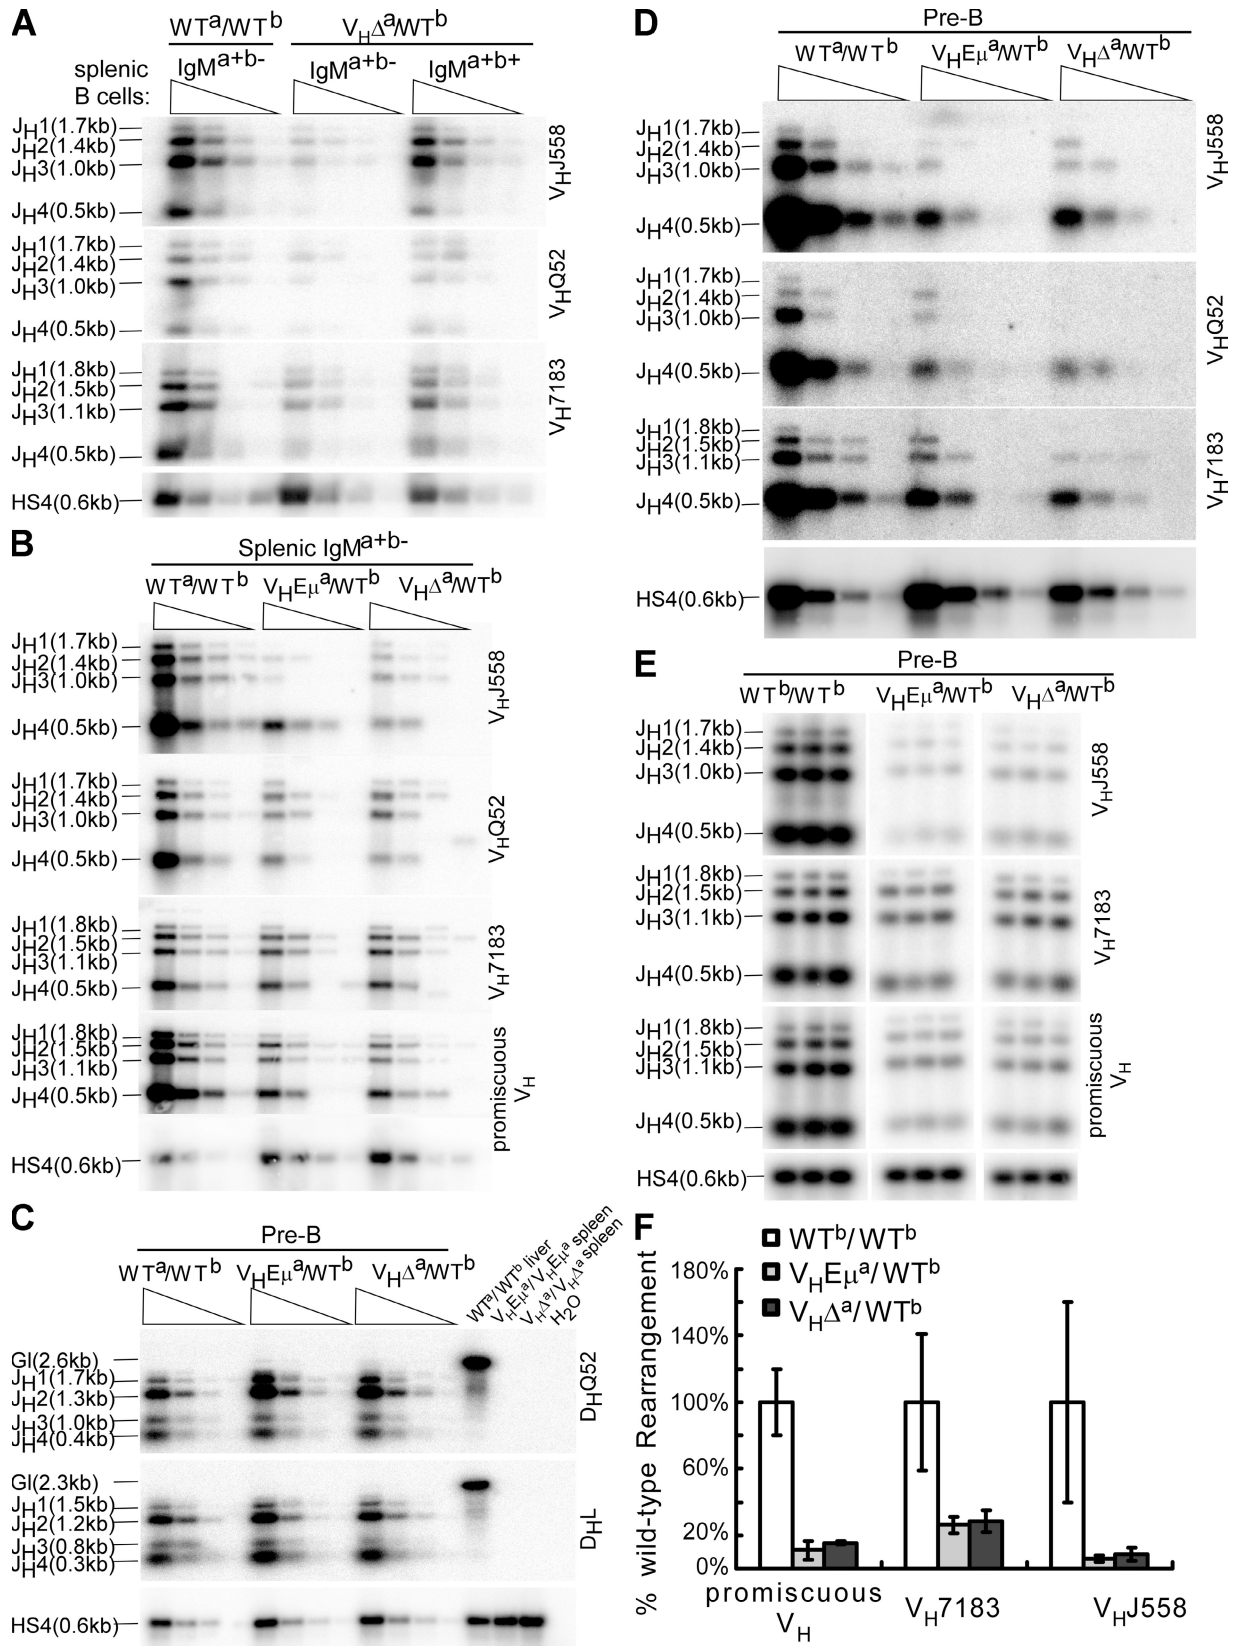 A
WTa/WTb VHΔa/WTb
splenic B cells: IgMa+b- IgMa+b- IgMa+b+
JH1(1.7kb)
JH2(1.4kb)
JH3(1.0kb)
JH4(0.5kb)
VHJ558
JH1(1.7kb)
JH2(1.4kb)
JH3(1.0kb)
JH4(0.5kb)
VHQ52
JH1(1.8kb)
JH2(1.5kb)
JH3(1.1kb)
JH4(0.5kb)
VH7183
HS4(0.6kb)
B
Splenic IgMa+b-
WTa/WTb VHEμa/WTb VHΔa/WTb
JH1(1.7kb)
JH2(1.4kb)
JH3(1.0kb)
JH4(0.5kb)
VHJ558
JH1(1.7kb)
JH2(1.4kb)
JH3(1.0kb)
JH4(0.5kb)
VHQ52
JH1(1.8kb)
JH2(1.5kb)
JH3(1.1kb)
JH4(0.5kb)
VH7183
JH1(1.8kb)
JH2(1.5kb)
JH3(1.1kb)
JH4(0.5kb)
promiscuous
VH
HS4(0.6kb)
C
Pre-B
WTa/WTb VHEμa/WTb VHΔa/WTb
WTa/WTb liver
VHEμa/VHEμa spleen
VHΔa/VHΔa spleen
H2O
Gl(2.6kb)
JH1(1.7kb)
JH2(1.3kb)
JH3(1.0kb)
JH4(0.4kb)
DHQ52
Gl(2.3kb)
JH1(1.5kb)
JH2(1.2kb)
JH3(0.8kb)
JH4(0.3kb)
DHL
HS4(0.6kb)
D
Pre-B
WTa/WTb VHEμa/WTb VHΔa/WTb
JH1(1.7kb)
JH2(1.4kb)
JH3(1.0kb)
JH4(0.5kb)
VHJ558
JH1(1.7kb)
JH2(1.4kb)
JH3(1.0kb)
JH4(0.5kb)
VHQ52
JH1(1.8kb)
JH2(1.5kb)
JH3(1.1kb)
JH4(0.5kb)
VH7183
HS4(0.6kb)
E
Pre-B
WTb/WTb VHEμa/WTb VHΔa/WTb
JH1(1.7kb)
JH2(1.4kb)
JH3(1.0kb)
JH4(0.5kb)
VHJ558
JH1(1.8kb)
JH2(1.5kb)
JH3(1.1kb)
JH4(0.5kb)
VH7183
JH1(1.8kb)
JH2(1.5kb)
JH3(1.1kb)
JH4(0.5kb)
promiscuous
VH
HS4(0.6kb)
F
WTb/WTb
VHEμa/WTb
VHΔa/WTb
% wild-type Rearrangement
180%
140%
100%
60%
20%
0%
promiscuous VH
VH7183
VHJ558